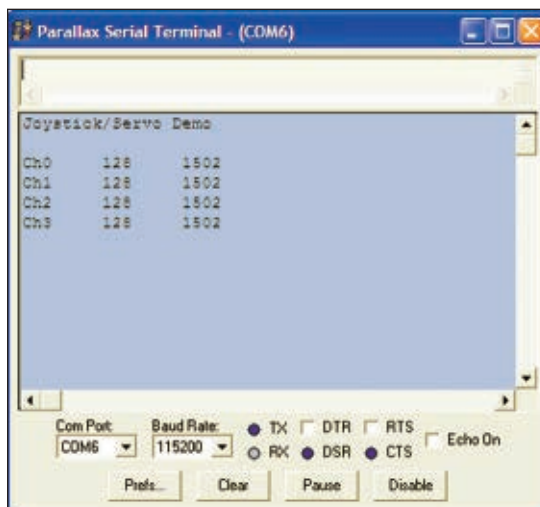 Parallax Serial Terminal - (COM6)
Joystick/Servo Demo
Ch0 128 1502
Ch1 128 1502
Ch2 128 1502
Ch3 128 1502
Com Port: Baud Rate: TX DTR RTS
COM6 115200 RX DSR CTS Echo On
Prefs... Clear Pause Disable